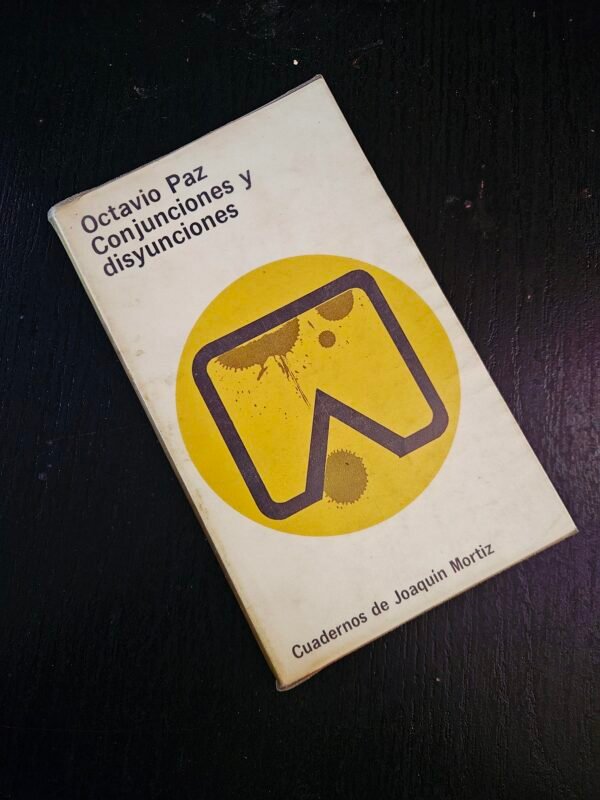 Octavio Paz
Conjunciones y
disyunciones
Cuadernos de Joaquín Mortiz